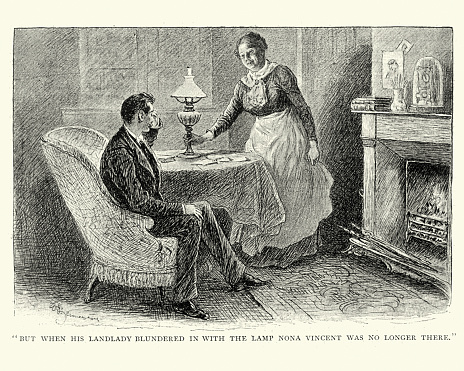 "BUT WHEN HIS LANDLADY BLUNDERED IN WITH THE LAMP NONA VINCENT WAS NO LONGER THERE."